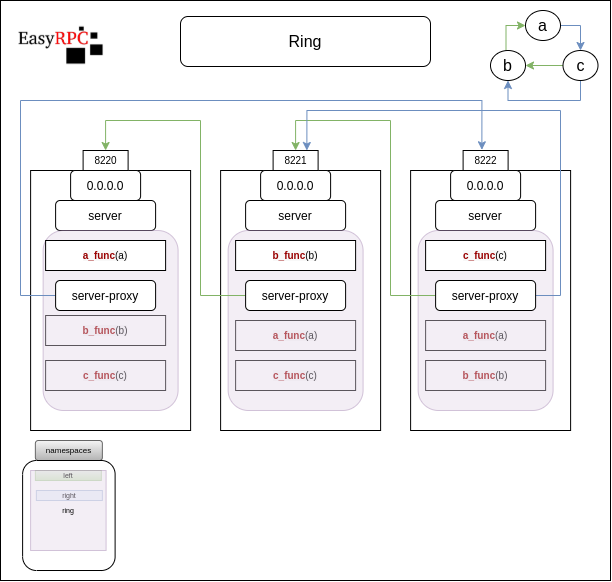 EasyRPC
Ring
a
b
c
8220
8221
8222
0.0.0.0
0.0.0.0
0.0.0.0
server
server
server
a_func(a)
b_func(b)
c_func(c)
server-proxy
server-proxy
server-proxy
b_func(b)
a_func(a)
a_func(a)
c_func(c)
c_func(c)
b_func(b)
namespaces
left
right
ring